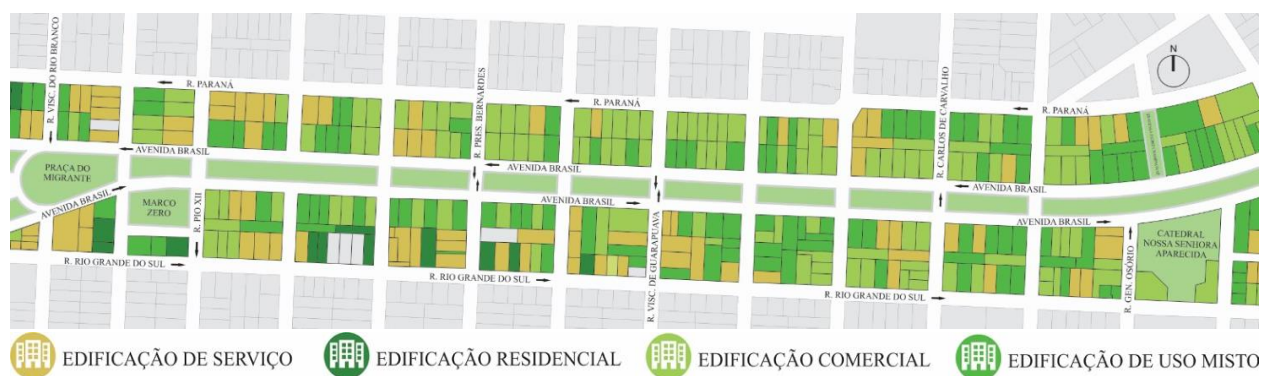 R. VISC. DO RIO BRANCO
R. PARANÁ
R. PRES. BERNARDES
R. PARANÁ
R. CARLOS DE CARVALHO
R. PARANÁ
N
AVENIDA BRASIL
PRAÇA DO
MIGRANTE
AVENIDA BRASIL
MARCO
ZERO
R. PIO XII
AVENIDA BRASIL
AVENIDA BRASIL
R. VISC. DE GUARAPUAVA
AVENIDA BRASIL
AVENIDA BRASIL
R. GEN. OSÓRIO
CATEDRAL
NOSSA SENHORA
APARECIDA
R. RIO GRANDE DO SUL
R. RIO GRANDE DO SUL
R. RIO GRANDE DO SUL
EDIFICAÇÃO DE SERVIÇO
EDIFICAÇÃO RESIDENCIAL
EDIFICAÇÃO COMERCIAL
EDIFICAÇÃO DE USO MISTO